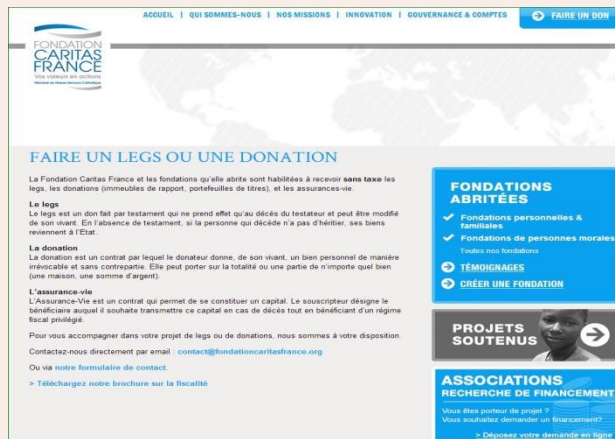 ACCUEIL | QUI SOMMES-NOUS | NOS MISSIONS | INNOVATION | GOUVERNANCE & COMPTES
FAIRE UN DON
FONDATION
CARITAS
FRANCE
Vos valeurs en actions
FAIRE UN LEGS OU UNE DONATION
La Fondation Caritas France et les fondations qu'elle abrite sont habilitées à recevoir sans taxe les
legs, les donations (immeubles de rapport, portefeuilles de titres), et les assurances-vie.
Le legs
Le legs est un don fait par testament qui ne prend effet qu'au décès du testateur et peut être modifié
de son vivant. En l'absence de testament, si la personne qui décède n'a pas d'héritier, ses biens
reviennent à l'Etat.
La donation
La donation est un contrat par lequel le donateur donne, de son vivant, un bien personnel de manière
irrévocable et sans contrepartie. Elle peut porter sur la totalité ou une partie de n'importe quel bien
(une maison, une somme d'argent).
L'assurance-vie
L'Assurance-Vie est un contrat qui permet de se constituer un capital. Le souscripteur désigne le
bénéficiaire auquel il souhaite transmettre ce capital en cas de décès tout en bénéficiant d'un régime
fiscal privilégié.
Pour vous accompagner dans votre projet de legs ou de donations, nous sommes à votre disposition.
Contactez-nous directement par email : contact@fondationcaritasfrance.org
Ou via notre formulaire de contact.
> Téléchargez notre brochure sur la fiscalité
FONDATIONS
ABRITÉES
Fondations personnelles &
familiales
Fondations de personnes morales
Toutes nos fondations
TÉMOIGNAGES
CRÉER UNE FONDATION
PROJETS
SOUTENUS
ASSOCIATIONS
RECHERCHE DE FINANCEMENT
Vous êtes porteur de projet ?
Vous souhaitez demander un financement?
> Déposez votre demande en ligne